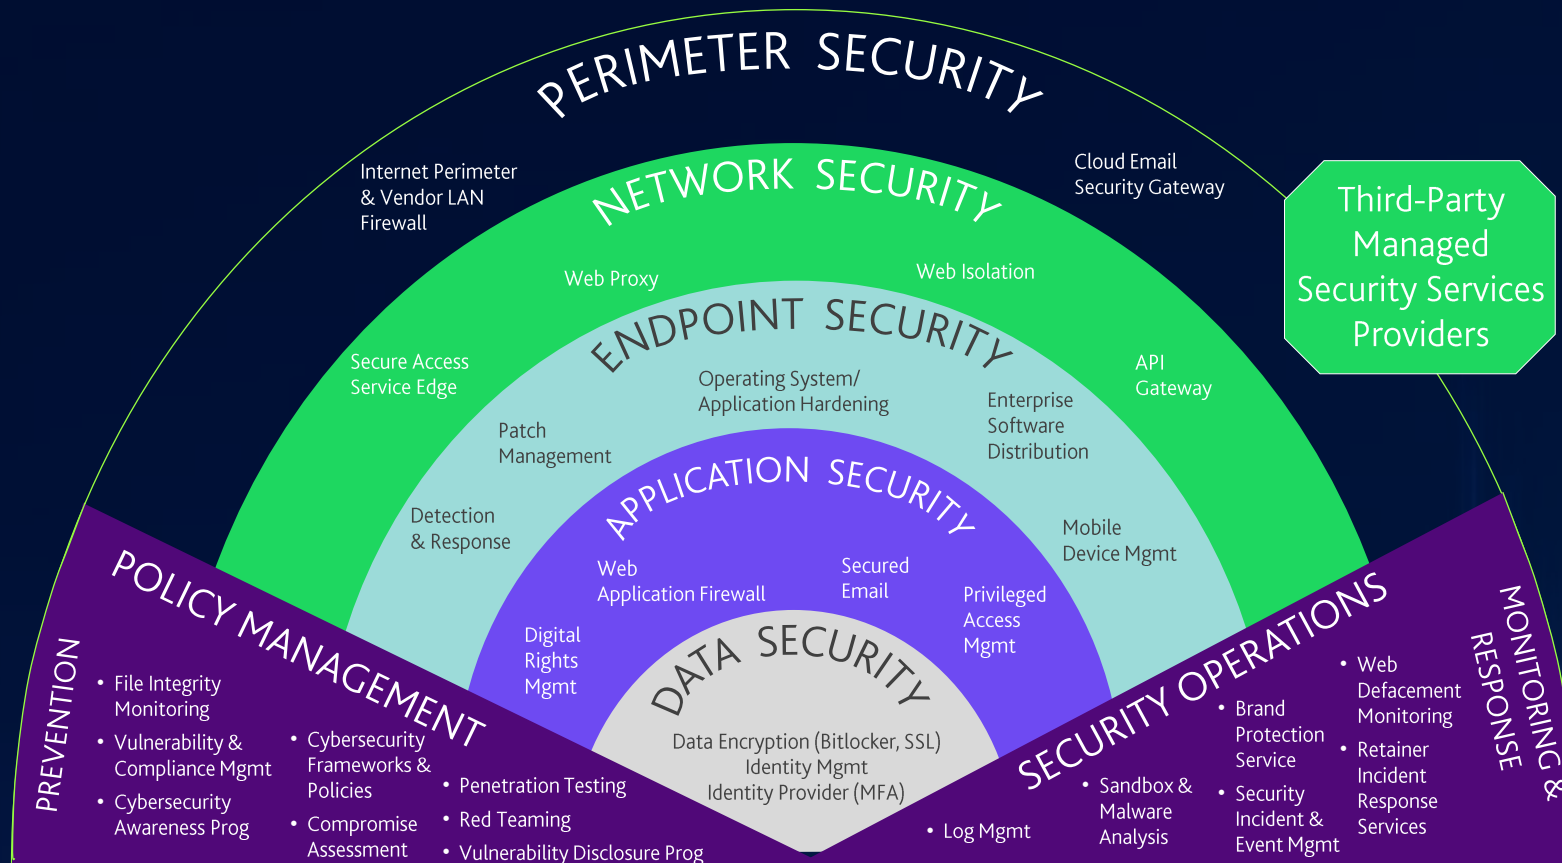 PERIMETER SECURITY
Internet Perimeter
& Vendor LAN
Firewall
Cloud Email
Security Gateway
Third-Party
Managed
Security Services
Providers
NETWORK SECURITY
Web Proxy
Web Isolation
Secure Access
Service Edge
API
Gateway
ENDPOINT SECURITY
Operating System/
Application Hardening
Patch
Management
Enterprise
Software
Distribution
Detection
& Response
Mobile
Device Mgmt
APPLICATION SECURITY
Web
Application Firewall
Secured
Email
Digital
Rights
Mgmt
Privileged
Access
Mgmt
DATA SECURITY
Data Encryption (Bitlocker, SSL)
Identity Mgmt
Identity Provider (MFA)
POLICY MANAGEMENT
PREVENTION
• File Integrity
Monitoring
• Vulnerability &
Compliance Mgmt
• Cybersecurity
Awareness Prog
• Cybersecurity
Frameworks &
Policies
• Compromise
Assessment
• Penetration Testing
• Red Teaming
• Vulnerability Disclosure Prog
SECURITY OPERATIONS
• Log Mgmt
• Sandbox &
Malware
Analysis
• Brand
Protection
Service
• Security
Incident &
Event Mgmt
• Web
Defacement
Monitoring
• Retainer
Incident
Response
Services
MONITORING &
RESPONSE